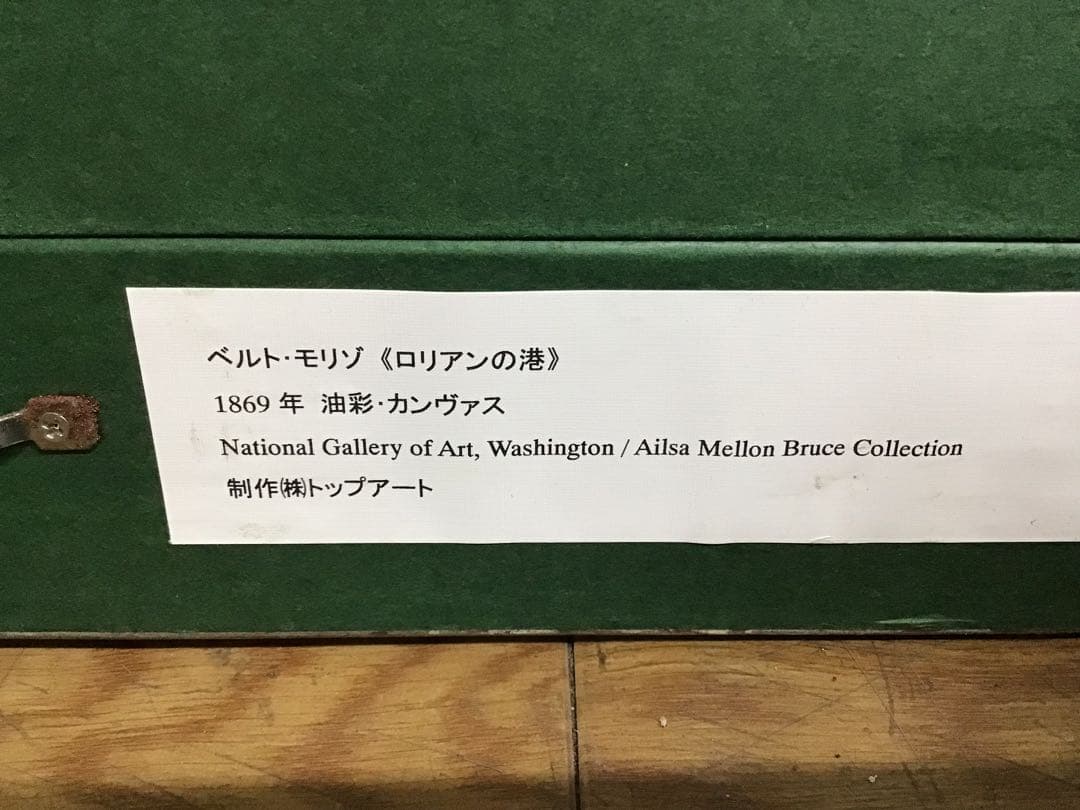 ベルト・モリゾ《ロリアンの港》
1869 年 油彩・カンヴァス
National Gallery of Art, Washington / Ailsa Mellon Bruce Collection
制作㈱トップアート